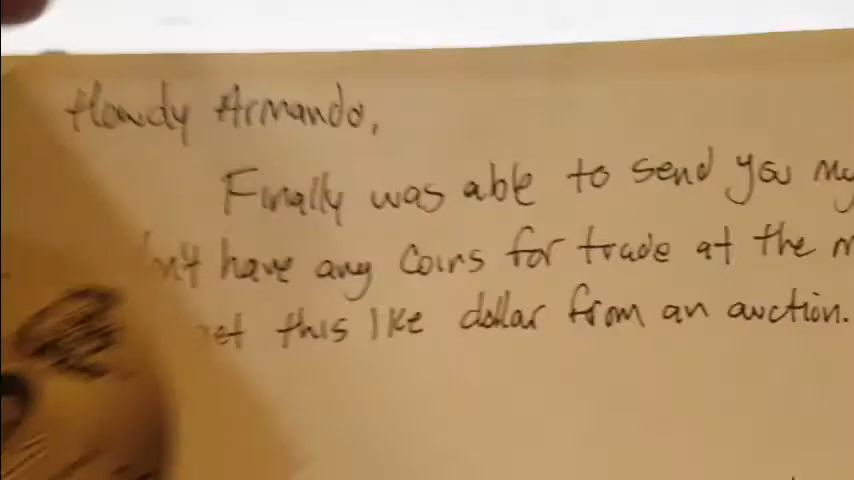 Howdy Armando,
Finally was able to send you my
have any coins for trade at the
this Ike dollar from an auction.